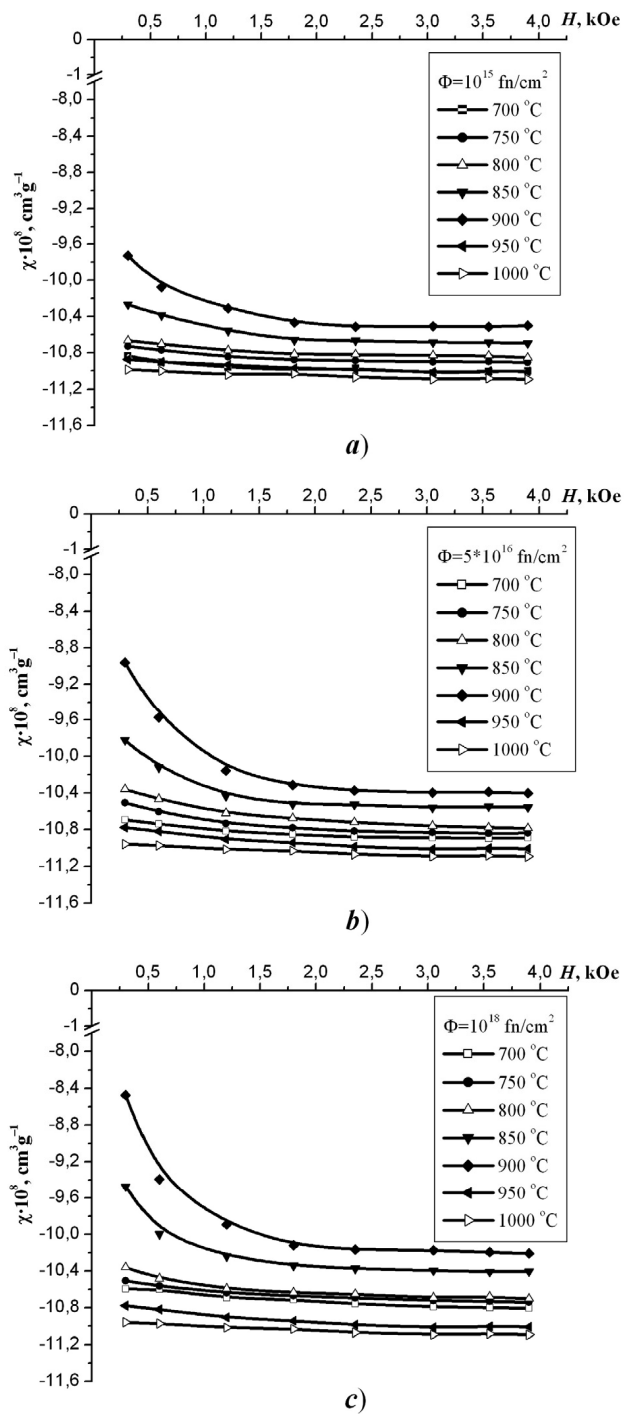 H, kOe
0,5 1,0 1,5 2,0 2,5 3,0 3,5 4,0
0
-1
-8,0
-8,4
-8,8
-9,2
-9,6
-10,0
-10,4
-10,8
-11,2
-11,6
χ·10⁸, cm³g⁻¹
Φ=10¹⁵ fn/cm²
700 °C
750 °C
800 °C
850 °C
900 °C
950 °C
1000 °C
a)
H, kOe
0,5 1,0 1,5 2,0 2,5 3,0 3,5 4,0
0
-1
-8,0
-8,4
-8,8
-9,2
-9,6
-10,0
-10,4
-10,8
-11,2
-11,6
χ·10⁸, cm³g⁻¹
Φ=5*10¹⁶ fn/cm²
700 °C
750 °C
800 °C
850 °C
900 °C
950 °C
1000 °C
b)
H, kOe
0,5 1,0 1,5 2,0 2,5 3,0 3,5 4,0
0
-1
-8,0
-8,4
-8,8
-9,2
-9,6
-10,0
-10,4
-10,8
-11,2
-11,6
χ·10⁸, cm³g⁻¹
Φ=10¹⁸ fn/cm²
700 °C
750 °C
800 °C
850 °C
900 °C
950 °C
1000 °C
c)